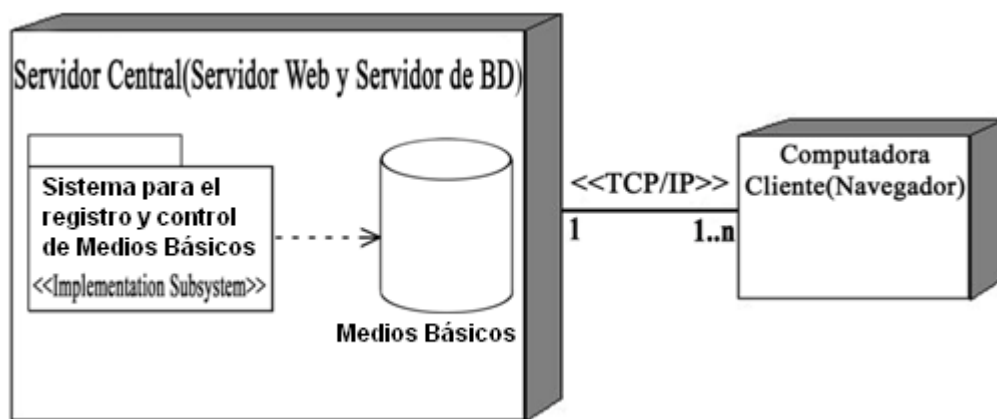 Servidor Central(Servidor Web y Servidor de BD)
Sistema para el
registro y control
de Medios Básicos
<<Implementation Subsystem>>
Medios Básicos
<<TCP/IP>>
1
1..n
Computadora
Cliente(Navegador)